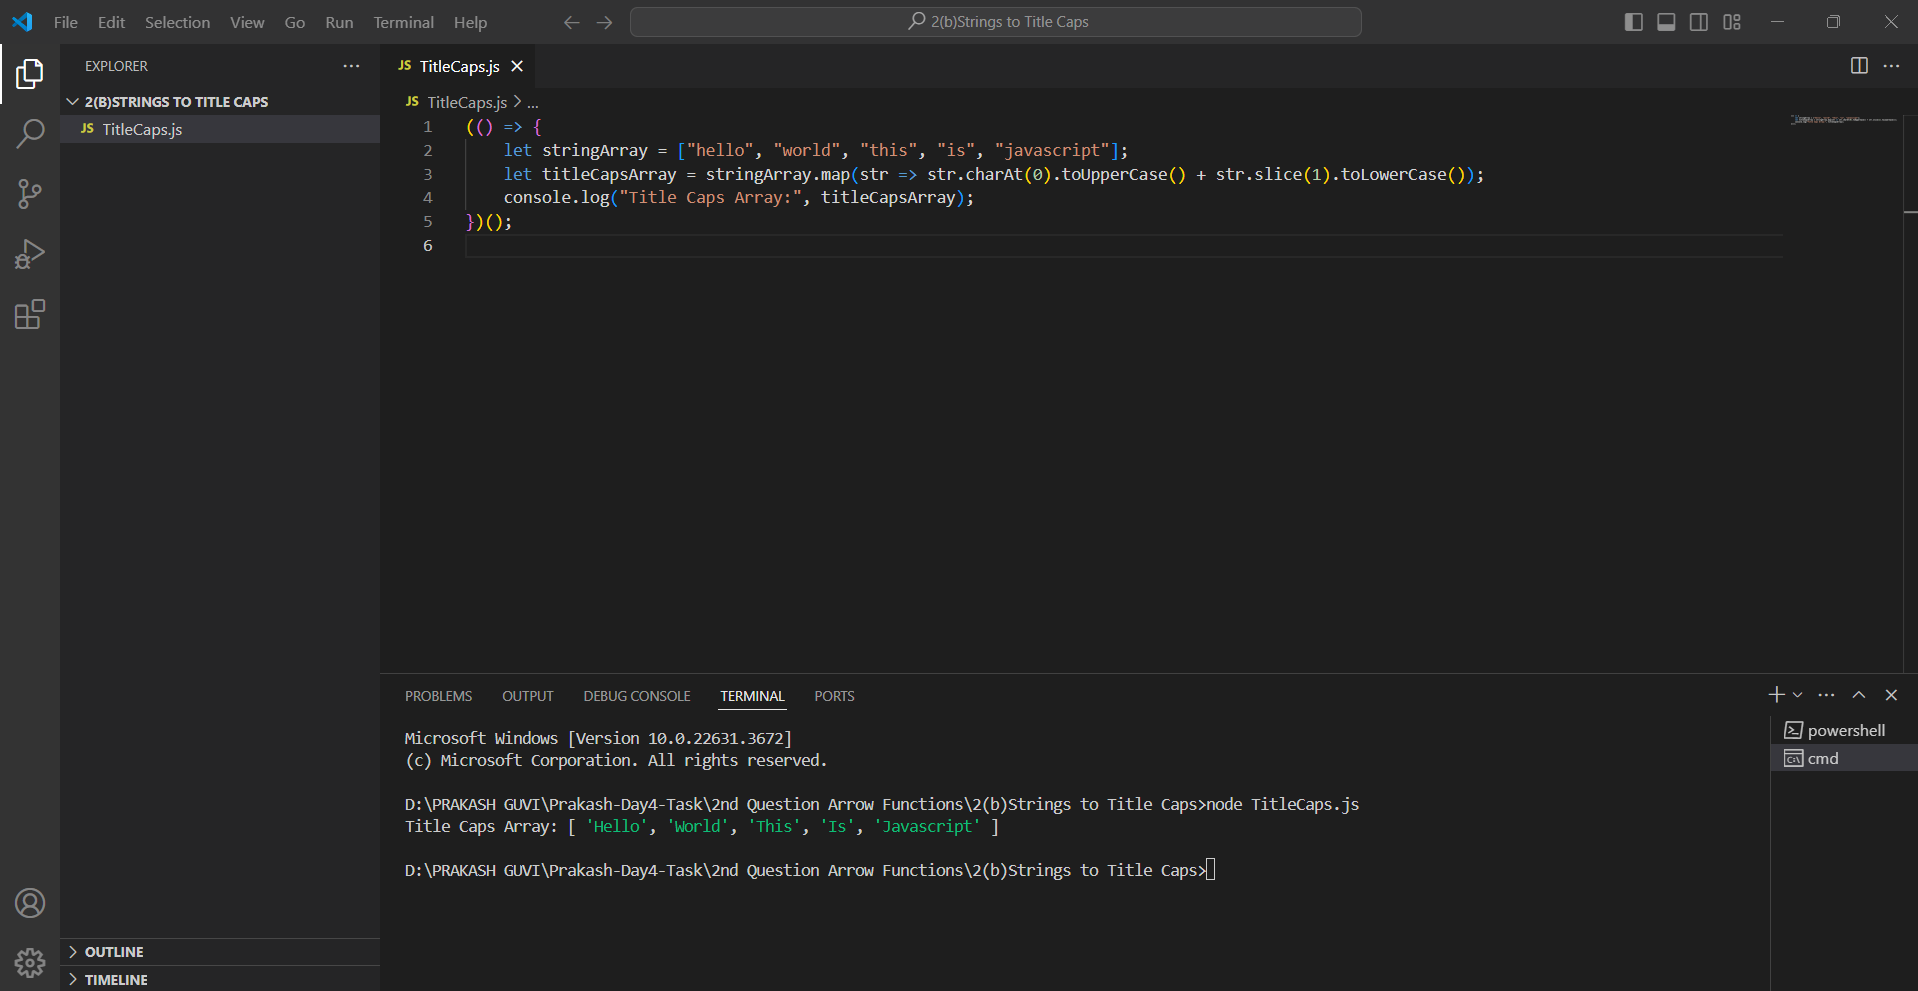 File Edit Selection View Go Run Terminal Help
2(b)Strings to Title Caps
EXPLORER
2(B)STRINGS TO TITLE CAPS
JS TitleCaps.js
JS TitleCaps.js
JS TitleCaps.js > ...
1 (() => {
2 let stringArray = ["hello", "world", "this", "is", "javascript"];
3 let titleCapsArray = stringArray.map(str => str.charAt(0).toUpperCase() + str.slice(1).toLowerCase());
4 console.log("Title Caps Array:", titleCapsArray);
5 })();
6
PROBLEMS OUTPUT DEBUG CONSOLE TERMINAL PORTS
Microsoft Windows [Version 10.0.22631.3672]
(c) Microsoft Corporation. All rights reserved.
D:\PRAKASH GUVI\Prakash-Day4-Task\2nd Question Arrow Functions\2(b)Strings to Title Caps>node TitleCaps.js
Title Caps Array: [ 'Hello', 'World', 'This', 'Is', 'Javascript' ]
D:\PRAKASH GUVI\Prakash-Day4-Task\2nd Question Arrow Functions\2(b)Strings to Title Caps>
powershell
cmd
OUTLINE
TIMELINE